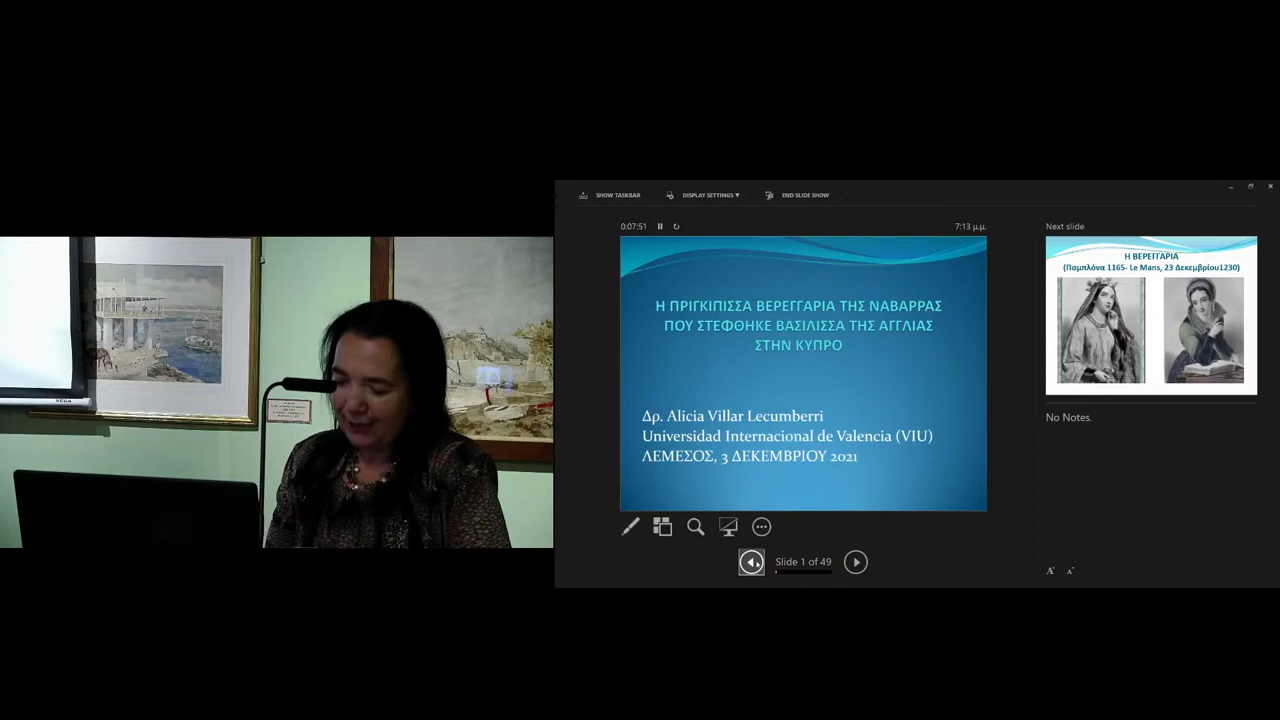 SHOW TASKBAR
DISPLAY SETTINGS ▾
END SLIDE SHOW
0:07:51
7:13 μ.μ.
Next slide
Η ΠΡΙΓΚΙΠΙΣΣΑ ΒΕΡΕΓΓΑΡΙΑ ΤΗΣ ΝΑΒΑΡΡΑΣ
ΠΟΥ ΣΤΕΦΘΗΚΕ ΒΑΣΙΛΙΣΣΑ ΤΗΣ ΑΓΓΛΙΑΣ
ΣΤΗΝ ΚΥΠΡΟ
Δρ. Alicia Villar Lecumberri
Universidad Internacional de Valencia (VIU)
ΛΕΜΕΣΟΣ, 3 ΔΕΚΕΜΒΡΙΟΥ 2021
Η ΒΕΡΕΓΓΑΡΙΑ
(Παμπλόνα 1165- Le Mans, 23 Δεκεμβρίου1230)
No Notes.
Slide 1 of 49
VEGA